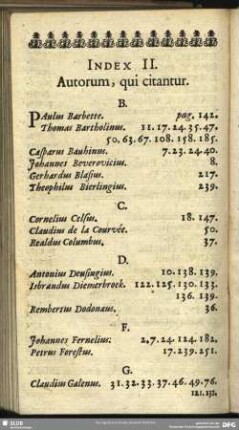 INDEX II.
Autorum, qui citantur.
B.
PAulus Barbette. pag. 142.
Thomas Bartholinus. 11. 17. 24. 35. 47.
50. 63. 67. 108. 158. 185.
Casparus Bauhinus. 7. 23. 24. 40.
Johannes Beverovicius. 8.
Gerhardus Blasius. 217.
Theophilus Bierlingius. 239.
C.
Cornelius Celsus. 18. 147.
Claudius de la Courvée. 50.
Realdus Columbus. 37.
D.
Antonius Deusingius. 10. 138. 139.
Isbrandus Diemerbroek. 122. 125. 130. 133.
136. 139.
Rembertus Dodonæus. 36.
F.
Johannes Fernelius. 2. 7. 24. 124. 182.
Petrus Forestus. 17. 239. 251.
G.
Claudius Galenus. 31. 32. 33. 37. 46. 49. 76.
SLUB
DFG